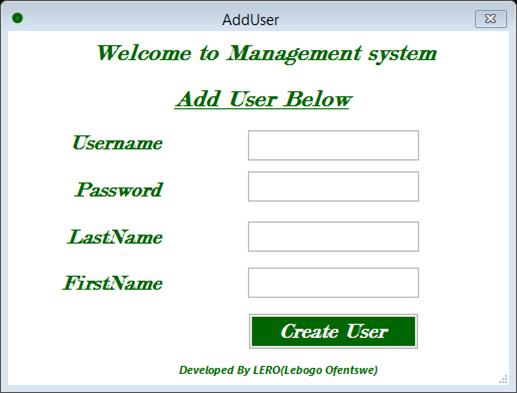 AddUser
Welcome to Management system
Add User Below
Username
Password
LastName
FirstName
Create User
Developed By LERO(Lebogo Ofentswe)